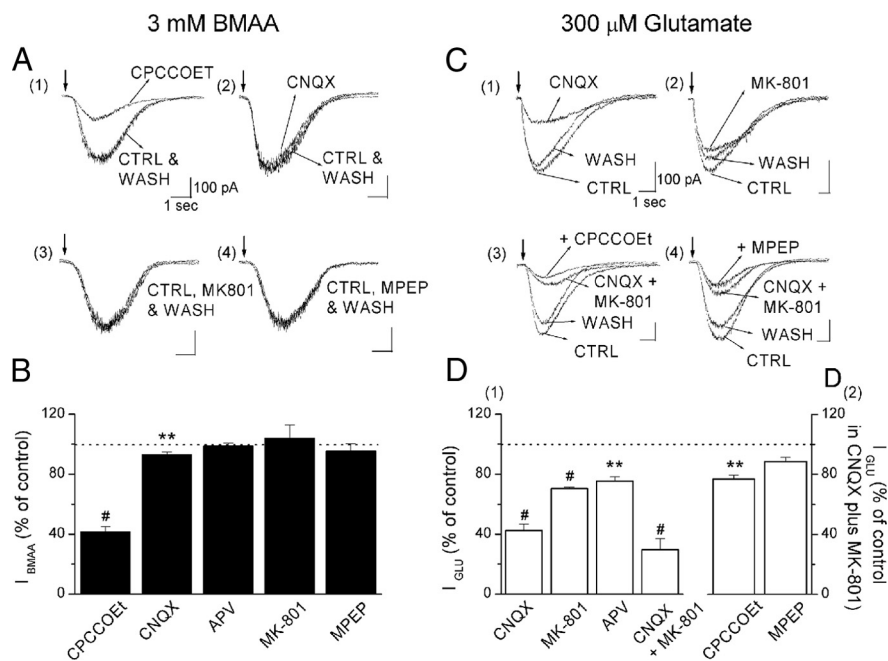 3 mM BMAA
300 μM Glutamate
A
(1)
CPCCOET
CTRL &
WASH
100 pA
1 sec
(2)
CNQX
CTRL &
WASH
(3)
CTRL, MK801
& WASH
(4)
CTRL, MPEP
& WASH
C
(1)
CNQX
WASH
CTRL
100 pA
1 sec
(2)
MK-801
WASH
CTRL
(3)
+ CPCCOEt
CNQX +
MK-801
WASH
CTRL
(4)
+ MPEP
CNQX +
MK-801
WASH
CTRL
B
I BMAA (% of control)
120
80
40
0
#
**
CPCCOEt
CNQX
APV
MK-801
MPEP
D
(1)
I GLU (% of control)
120
80
40
0
#
#
**
#
CNQX
MK-801
APV
CNQX
+ MK-801
D
(2)
**
CPCCOEt
MPEP
120
80
40
0
I GLU (% of control
in CNQX plus MK-801)